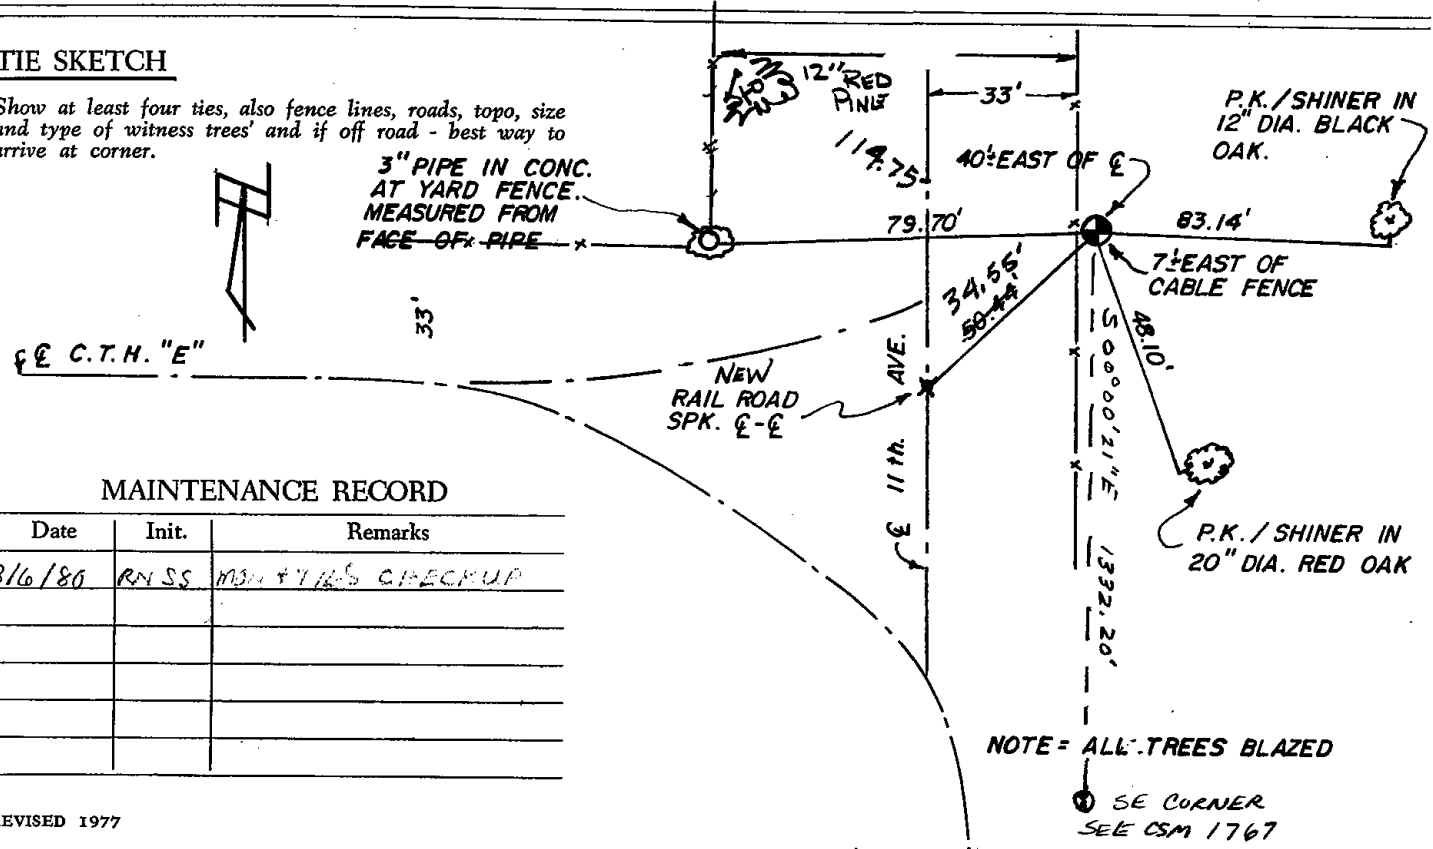 TIE SKETCH
Show at least four ties, also fence lines, roads, topo, size
and type of witness trees' and if off road - best way to
arrive at corner.
12" RED
PINE
33'
P.K./SHINER IN
12" DIA. BLACK
OAK.
3" PIPE IN CONC.
AT YARD FENCE.
MEASURED FROM
FACE OF PIPE
40'± EAST OF ℄
79.70'
83.14'
7'± EAST OF
CABLE FENCE
34.55'
50.44'
48.10'
33'
℄ C.T.H. "E"
NEW
RAIL ROAD
SPK. ℄-℄
℄ 11th. AVE.
S 00°00'21"E 1332.20'
P.K./SHINER IN
20" DIA. RED OAK
MAINTENANCE RECORD
Date Init. Remarks
/6/80 RN SS CHECKUP
NOTE = ALL TREES BLAZED
SE CORNER
SEE CSM 1767
REVISED 1977